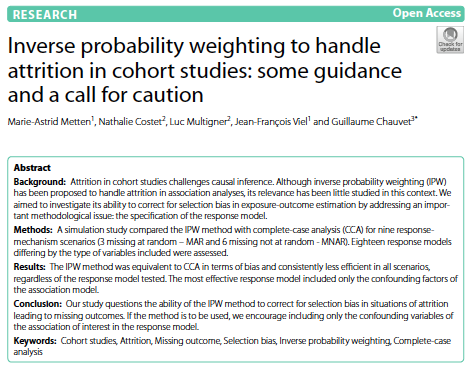 RESEARCH
Open Access
Inverse probability weighting to handle
attrition in cohort studies: some guidance
and a call for caution
Check for
updates
Marie-Astrid Metten1, Nathalie Costet2, Luc Multigner2, Jean-François Viel1 and Guillaume Chauvet3*
Abstract
Background: Attrition in cohort studies challenges causal inference. Although inverse probability weighting (IPW)
has been proposed to handle attrition in association analyses, its relevance has been little studied in this context. We
aimed to investigate its ability to correct for selection bias in exposure-outcome estimation by addressing an impor-
tant methodological issue: the specification of the response model.
Methods: A simulation study compared the IPW method with complete-case analysis (CCA) for nine response-
mechanism scenarios (3 missing at random – MAR and 6 missing not at random - MNAR). Eighteen response models
differing by the type of variables included were assessed.
Results: The IPW method was equivalent to CCA in terms of bias and consistently less efficient in all scenarios,
regardless of the response model tested. The most effective response model included only the confounding factors of
the association model.
Conclusion: Our study questions the ability of the IPW method to correct for selection bias in situations of attrition
leading to missing outcomes. If the method is to be used, we encourage including only the confounding variables of
the association of interest in the response model.
Keywords: Cohort studies, Attrition, Missing outcome, Selection bias, Inverse probability weighting, Complete-case
analysis